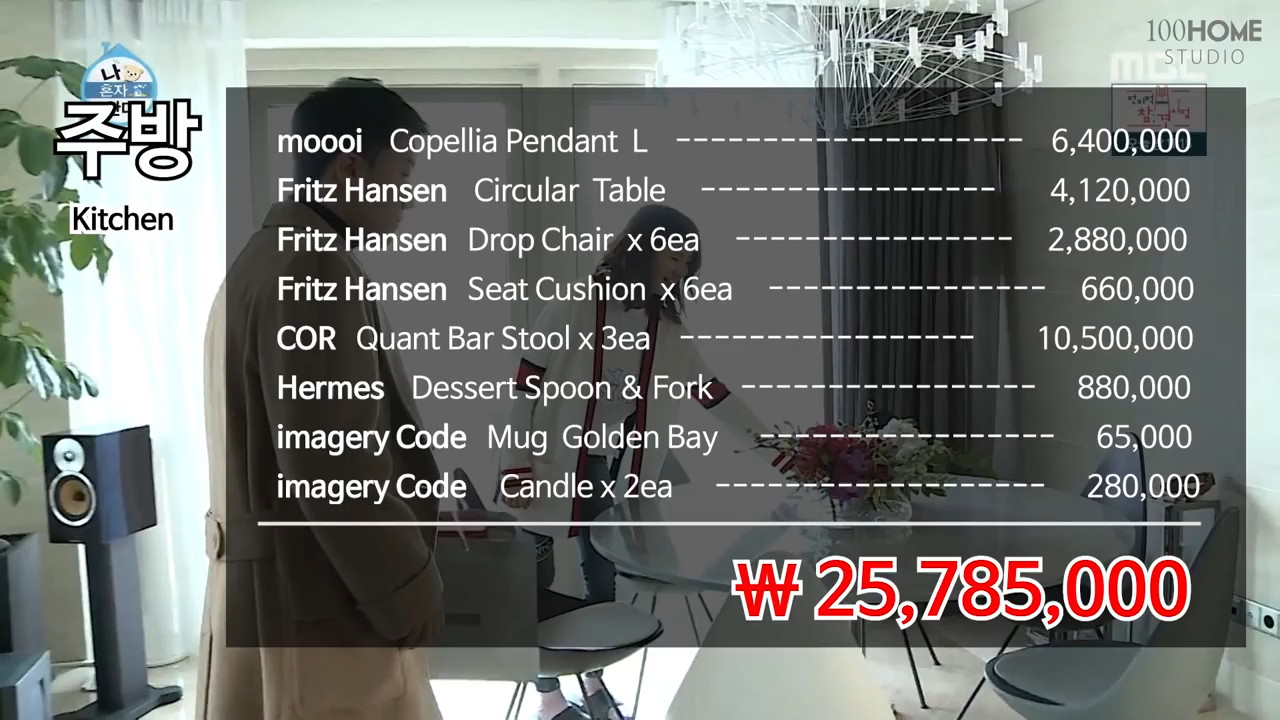 100HOME
STUDIO
MBC
나
혼자
주방
Kitchen
moooi Copellia Pendant L ---------------- 6,400,000
Fritz Hansen Circular Table ---------------- 4,120,000
Fritz Hansen Drop Chair x 6ea ---------------- 2,880,000
Fritz Hansen Seat Cushion x 6ea ---------------- 660,000
COR Quant Bar Stool x 3ea ---------------- 10,500,000
Hermes Dessert Spoon & Fork ---------------- 880,000
imagery Code Mug Golden Bay ---------------- 65,000
imagery Code Candle x 2ea ---------------- 280,000
₩ 25,785,000